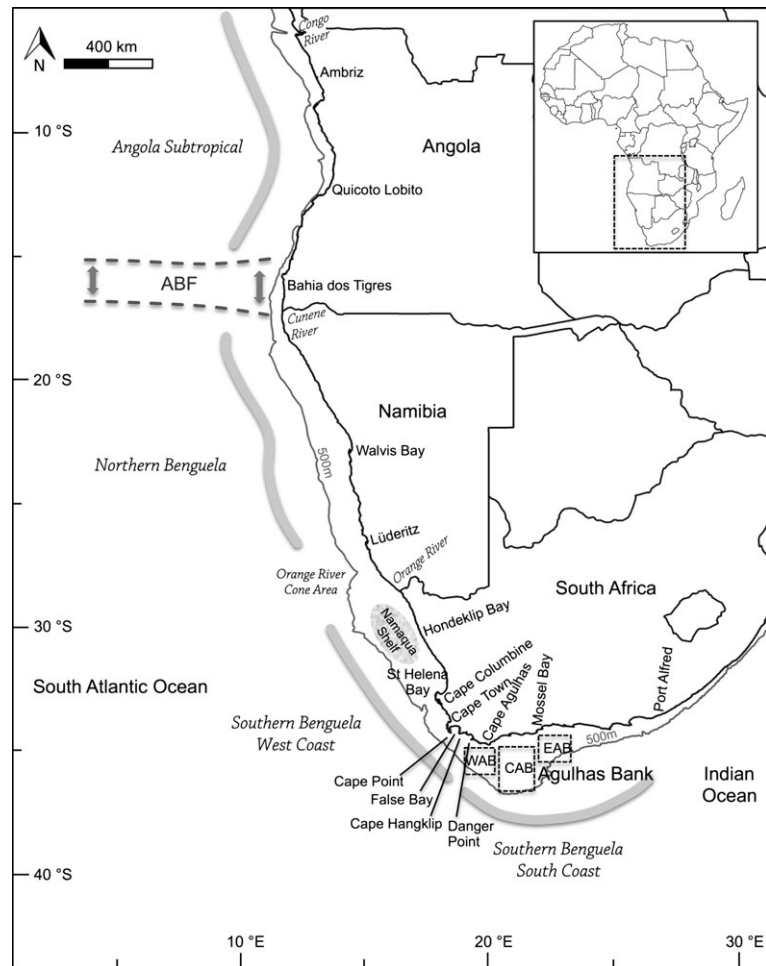 400 km
N
Congo
River
Ambriz
10 °S
Angola Subtropical
Angola
Quicoto Lobito
ABF
Bahia dos Tigres
Cunene
River
20 °S
Namibia
Northern Benguela
500m
Walvis Bay
Lüderitz
Orange River
Orange River
Cone Area
South Africa
Hondeklip Bay
Namaqua
Shelf
30 °S
St Helena
Bay
Cape Columbine
Cape Town
Cape Agulhas
Mossel Bay
Port Alfred
South Atlantic Ocean
Southern Benguela
West Coast
500m
WAB
CAB
EAB
Agulhas Bank
Indian
Ocean
Cape Point
False Bay
Cape Hangklip
Danger
Point
Southern Benguela
South Coast
40 °S
10 °E
20 °E
30 °E